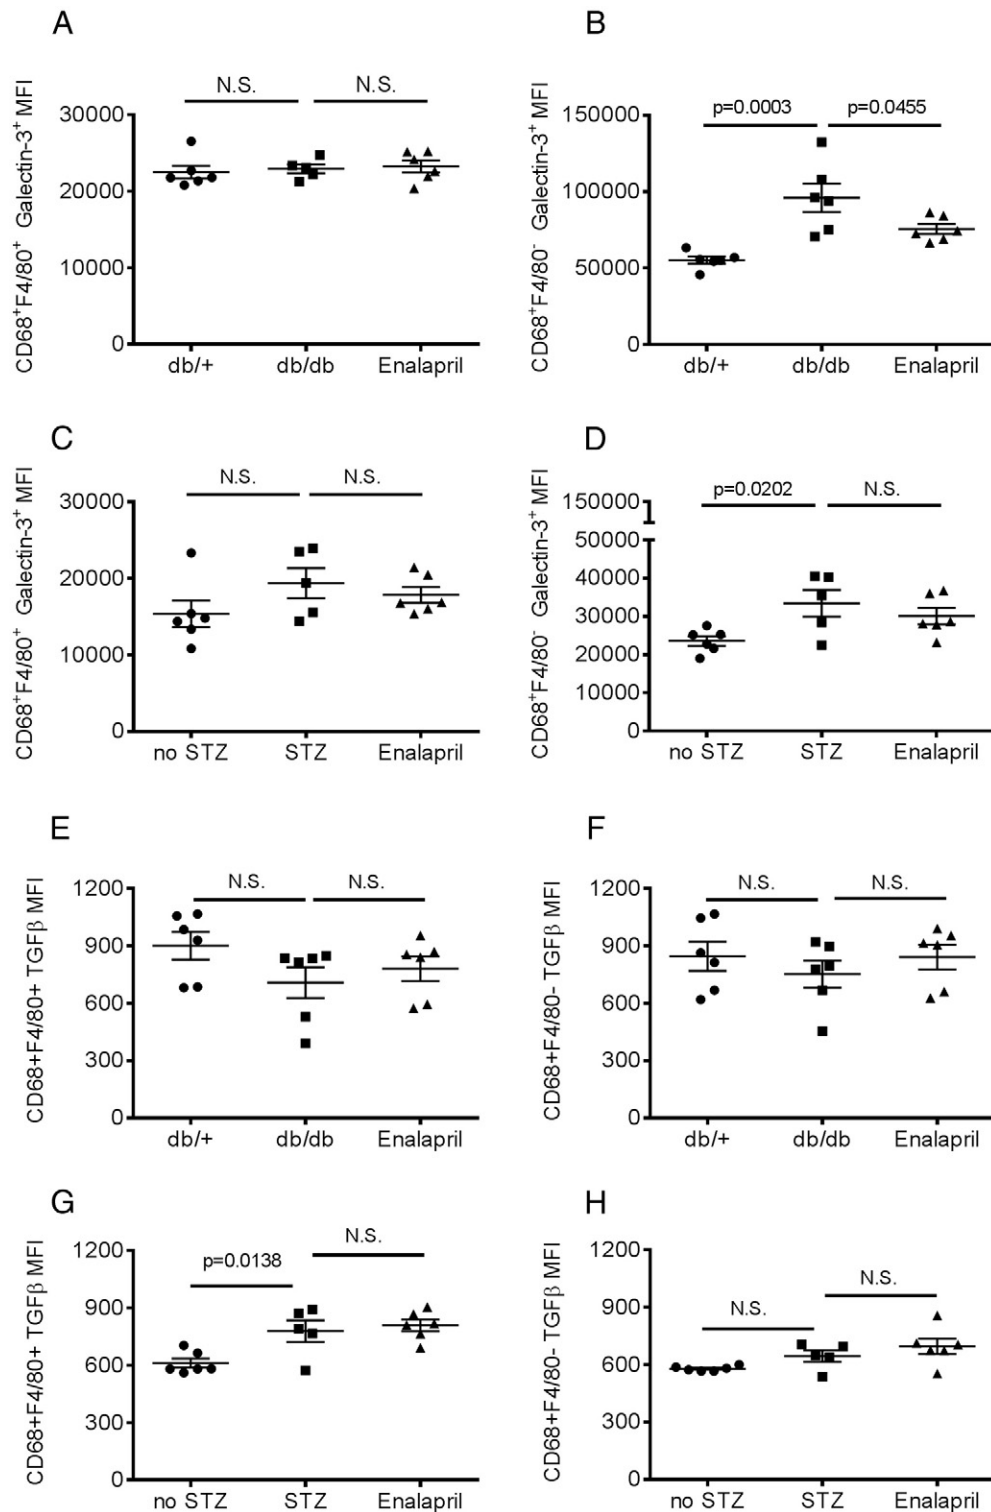 A
CD68⁺F4/80⁺ Galectin-3⁺ MFI
30000
20000
10000
0
N.S.
N.S.
db/+
db/db
Enalapril
B
CD68⁺F4/80⁻ Galectin-3⁺ MFI
150000
100000
50000
0
p=0.0003
p=0.0455
db/+
db/db
Enalapril
C
CD68⁺F4/80⁺ Galectin-3⁺ MFI
30000
20000
10000
0
N.S.
N.S.
no STZ
STZ
Enalapril
D
CD68⁺F4/80⁻ Galectin-3⁺ MFI
150000
50000
40000
30000
20000
10000
0
p=0.0202
N.S.
no STZ
STZ
Enalapril
E
CD68+F4/80+ TGFβ MFI
1200
900
600
300
0
N.S.
N.S.
db/+
db/db
Enalapril
F
CD68+F4/80- TGFβ MFI
1200
900
600
300
0
N.S.
N.S.
db/+
db/db
Enalapril
G
CD68+F4/80+ TGFβ MFI
1200
900
600
300
0
p=0.0138
N.S.
no STZ
STZ
Enalapril
H
CD68+F4/80- TGFβ MFI
1200
900
600
300
0
N.S.
N.S.
no STZ
STZ
Enalapril